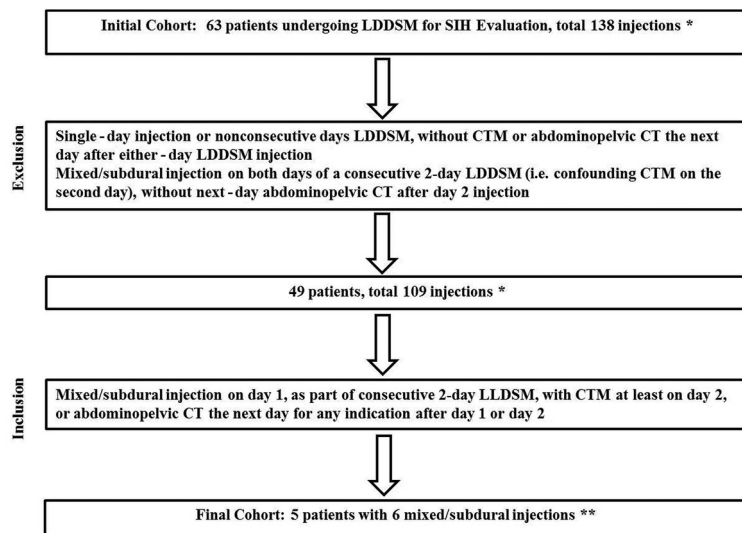 Initial Cohort: 63 patients undergoing LDDSM for SIH Evaluation, total 138 injections *
Exclusion
Single - day injection or nonconsecutive days LDDSM, without CTM or abdominopelvic CT the next
day after either - day LDDSM injection
Mixed/subdural injection on both days of a consecutive 2-day LDDSM (i.e. confounding CTM on the
second day), without next - day abdominopelvic CT after day 2 injection
49 patients, total 109 injections *
Inclusion
Mixed/subdural injection on day 1, as part of consecutive 2-day LLDSM, with CTM at least on day 2,
or abdominopelvic CT the next day for any indication after day 1 or day 2
Final Cohort: 5 patients with 6 mixed/subdural injections **